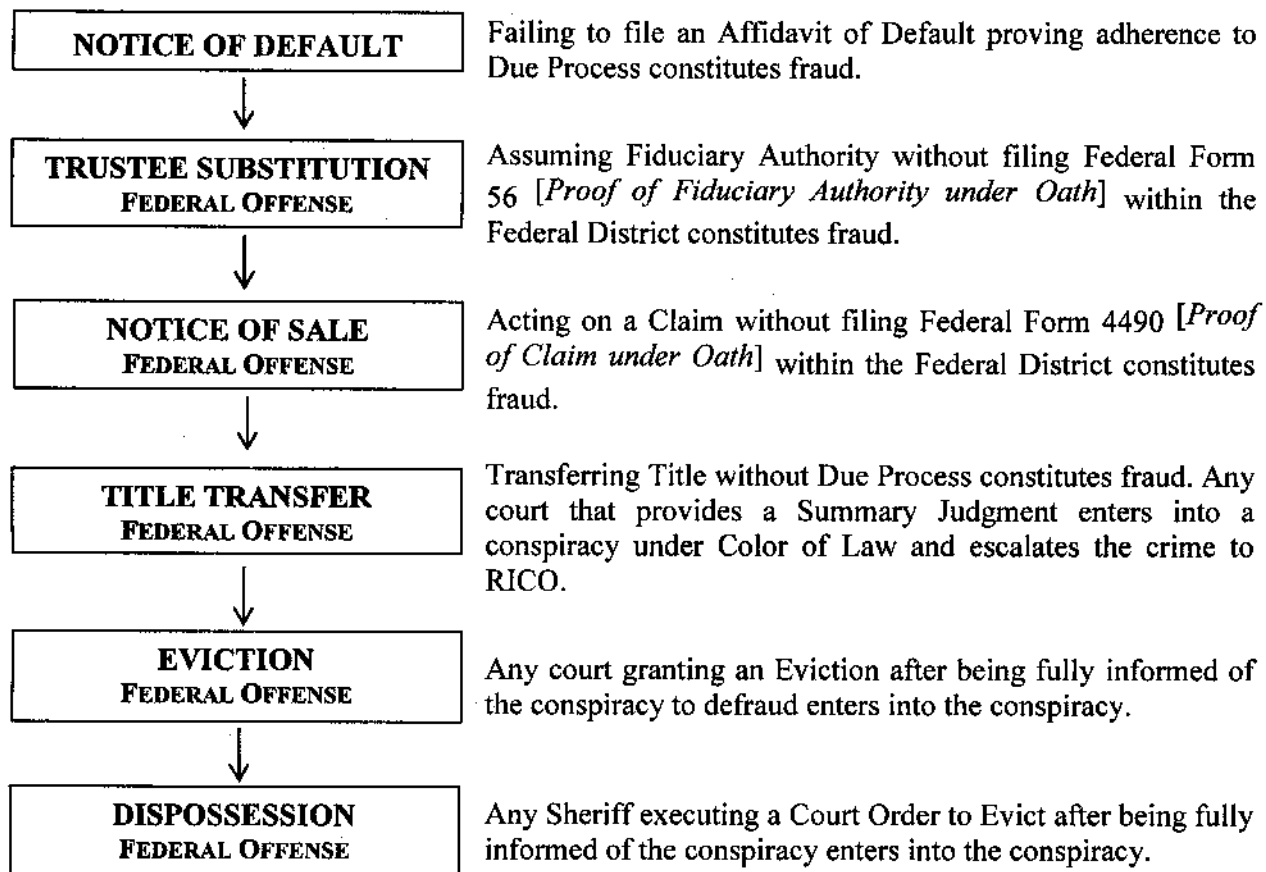 NOTICE OF DEFAULT
Failing to file an Affidavit of Default proving adherence to
Due Process constitutes fraud.
TRUSTEE SUBSTITUTION
FEDERAL OFFENSE
Assuming Fiduciary Authority without filing Federal Form
56 [Proof of Fiduciary Authority under Oath] within the
Federal District constitutes fraud.
NOTICE OF SALE
FEDERAL OFFENSE
Acting on a Claim without filing Federal Form 4490 [Proof
of Claim under Oath] within the Federal District constitutes
fraud.
TITLE TRANSFER
FEDERAL OFFENSE
Transferring Title without Due Process constitutes fraud. Any
court that provides a Summary Judgment enters into a
conspiracy under Color of Law and escalates the crime to
RICO.
EVICTION
FEDERAL OFFENSE
Any court granting an Eviction after being fully informed of
the conspiracy to defraud enters into the conspiracy.
DISPOSSESSION
FEDERAL OFFENSE
Any Sheriff executing a Court Order to Evict after being fully
informed of the conspiracy enters into the conspiracy.